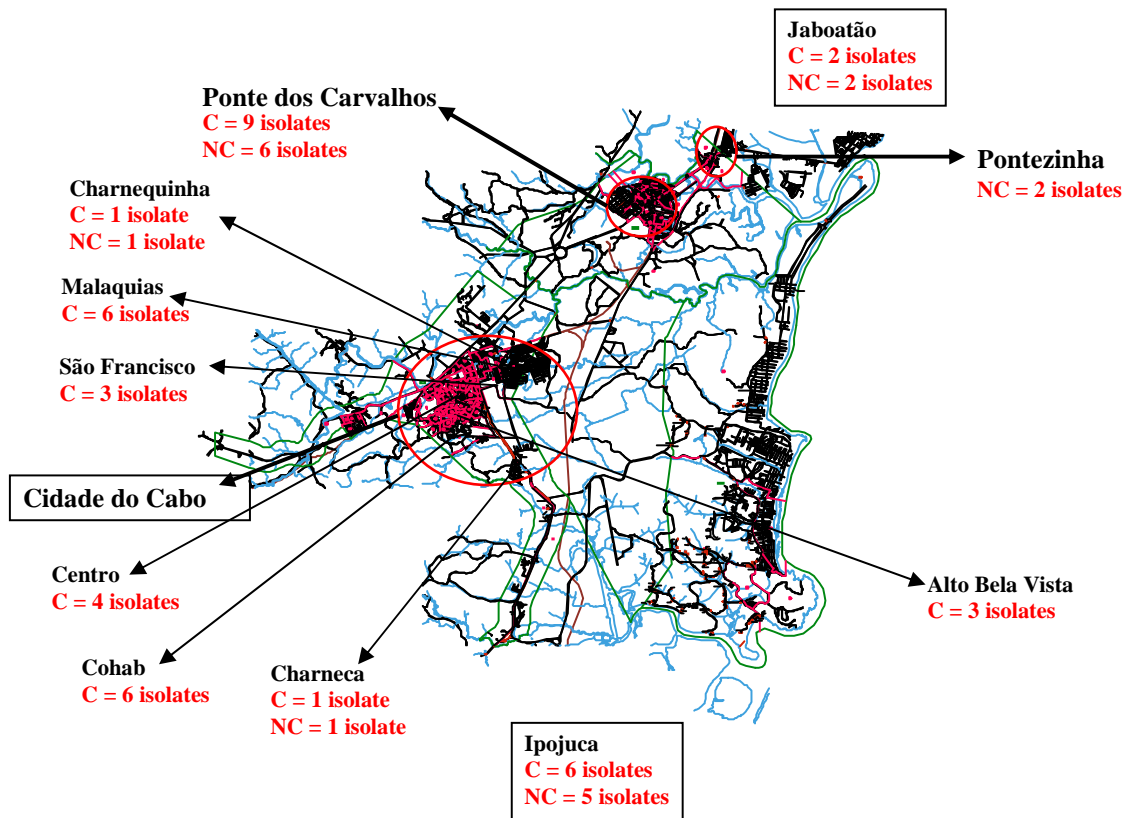 Jaboatão
C = 2 isolates
NC = 2 isolates
Ponte dos Carvalhos
C = 9 isolates
NC = 6 isolates
Pontezinha
NC = 2 isolates
Charnequinha
C = 1 isolate
NC = 1 isolate
Malaquias
C = 6 isolates
São Francisco
C = 3 isolates
Cidade do Cabo
Centro
C = 4 isolates
Alto Bela Vista
C = 3 isolates
Cohab
C = 6 isolates
Charneca
C = 1 isolate
NC = 1 isolate
Ipojuca
C = 6 isolates
NC = 5 isolates